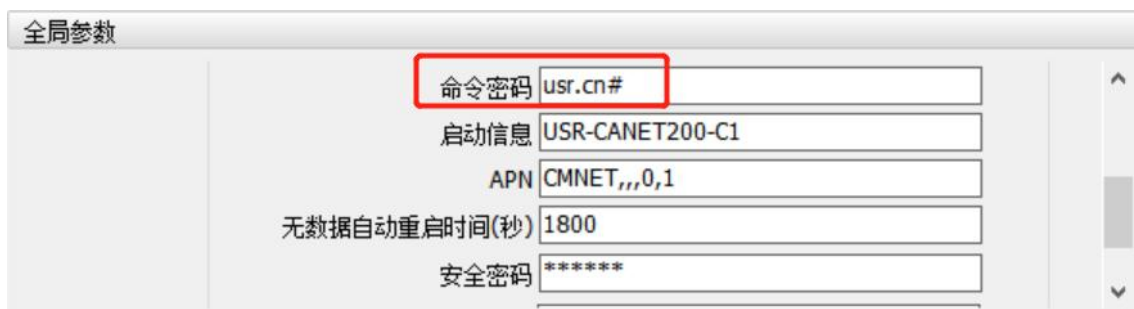 全局参数
命令密码 usr.cn#
启动信息 USR-CANET200-C1
APN CMNET,,,0,1
无数据自动重启时间(秒) 1800
安全密码 ******